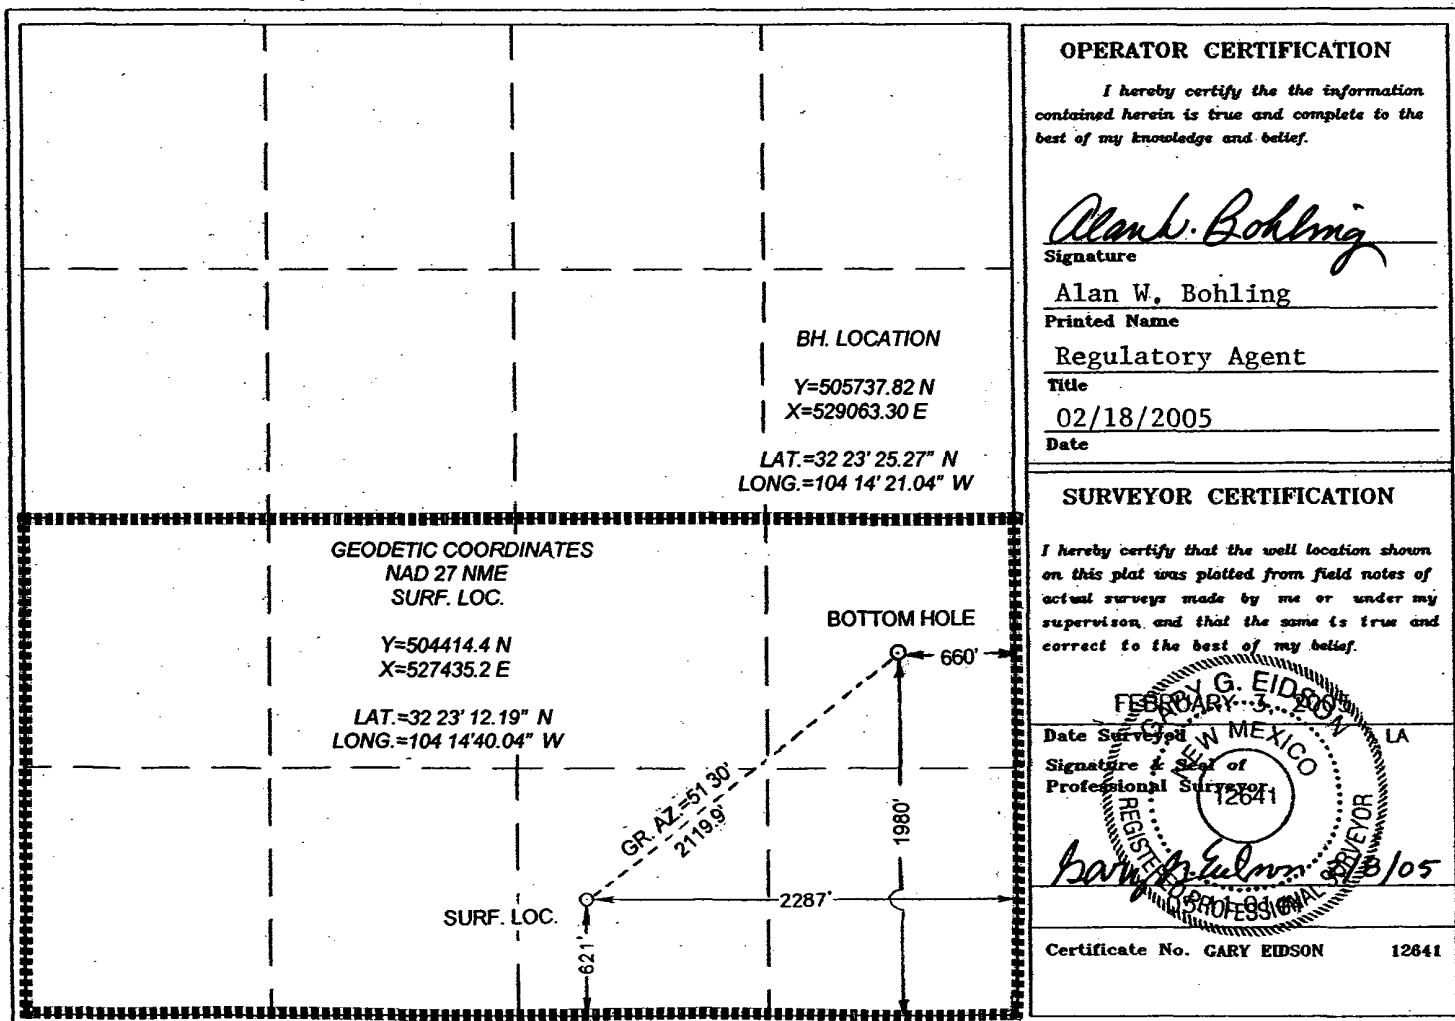 BH. LOCATION
Y=505737.82 N
X=529063.30 E
LAT.=32 23' 25.27" N
LONG.=104 14' 21.04" W
GEODETIC COORDINATES
NAD 27 NME
SURF. LOC.
Y=504414.4 N
X=527435.2 E
LAT.=32 23' 12.19" N
LONG.=104 14'40.04" W
BOTTOM HOLE
660'
GR. AZ.=51 30'
2119.9'
1980'
2287'
SURF. LOC.
621'
OPERATOR CERTIFICATION
I hereby certify the the information
contained herein is true and complete to the
best of my knowledge and belief.
Alan W. Bohling
Signature
Alan W. Bohling
Printed Name
Regulatory Agent
Title
02/18/2005
Date
SURVEYOR CERTIFICATION
I hereby certify that the well location shown
on this plat was plotted from field notes of
actual surveys made by me or under my
supervison, and that the same is true and
correct to the best of my belief.
FEBRUARY 3, 2005
Date Surveyed LA
Signature & Seal of
Professional Surveyor
GARY G. EIDSON
NEW MEXICO
12641
REGISTERED PROFESSIONAL SURVEYOR
Gary G. Eidson /8/05
Certificate No. GARY EIDSON 12641